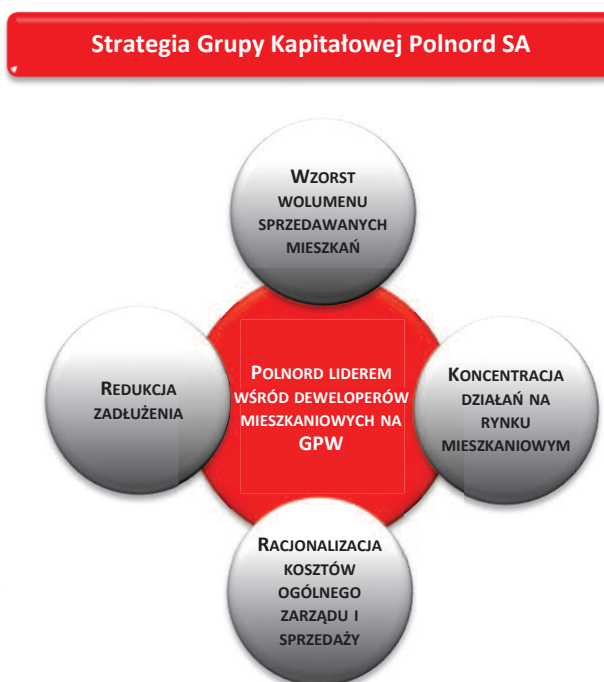 Strategia Grupy Kapitałowej Polnord SA
WZORST
WOLUMENU
SPRZEDAWANYCH
MIESZKAŃ
REDUKCJA
ZADŁUŻENIA
POLNORD LIDEREM
WŚRÓD DEWELOPERÓW
MIESZKANIOWYCH NA
GPW
KONCENTRACJA
DZIAŁAŃ NA
RYNKU
MIESZKANIOWYM
RACJONALIZACJA
KOSZTÓW
OGÓLNEGO
ZARZĄDU I
SPRZEDAŻY